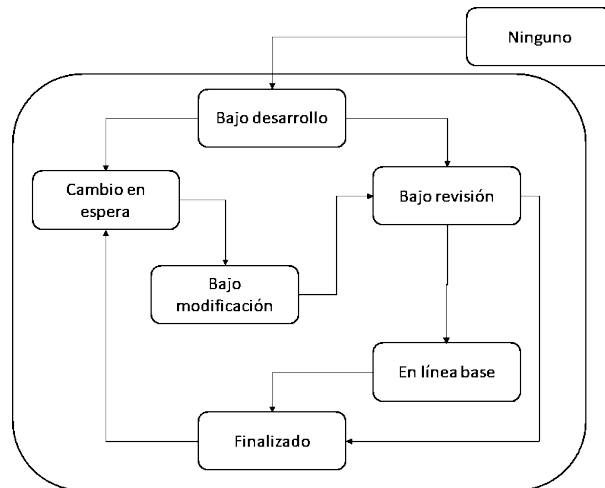 Ninguno
Bajo desarrollo
Cambio en
espera
Bajo revisión
Bajo
modificación
En línea base
Finalizado